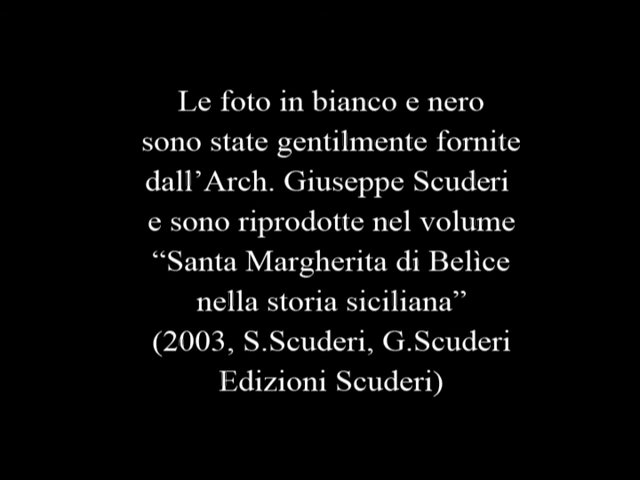 Le foto in bianco e nero
sono state gentilmente fornite
dall’Arch. Giuseppe Scuderi
e sono riprodotte nel volume
“Santa Margherita di Belìce
nella storia siciliana”
(2003, S.Scuderi, G.Scuderi
Edizioni Scuderi)